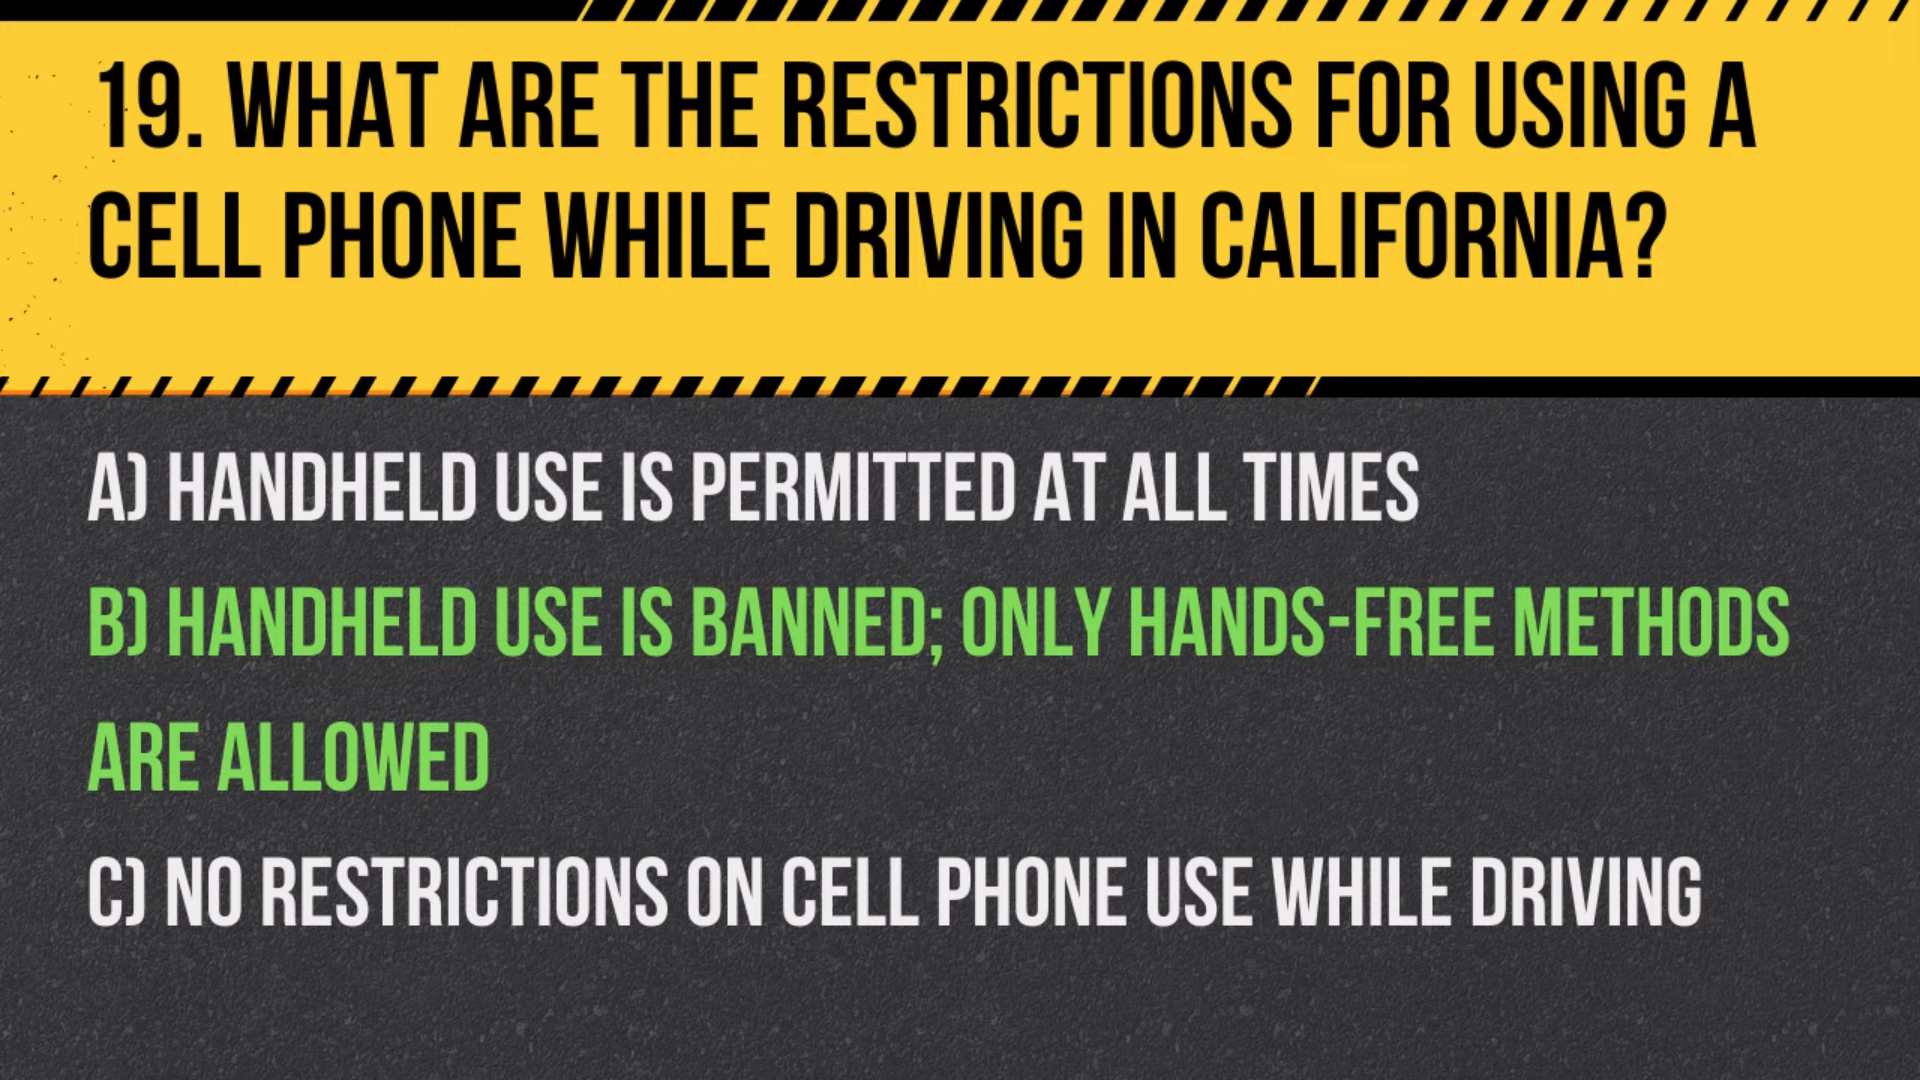 19. WHAT ARE THE RESTRICTIONS FOR USING A
CELL PHONE WHILE DRIVING IN CALIFORNIA?
A) HANDHELD USE IS PERMITTED AT ALL TIMES
B) HANDHELD USE IS BANNED; ONLY HANDS-FREE METHODS
ARE ALLOWED
C) NO RESTRICTIONS ON CELL PHONE USE WHILE DRIVING